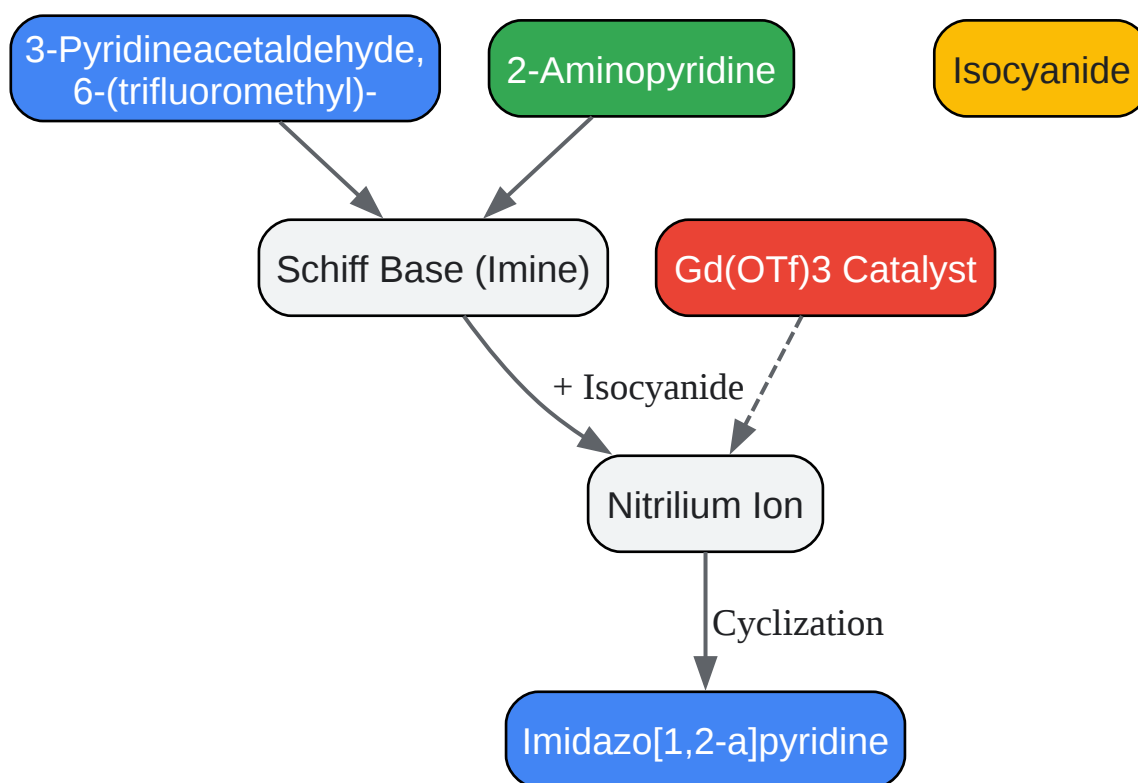 3-Pyridineacetaldehyde,
6-(trifluoromethyl)-
2-Aminopyridine
Isocyanide
Schiff Base (Imine)
Gd(OTf)3 Catalyst
+ Isocyanide
Nitrilium Ion
Cyclization
Imidazo[1,2-a]pyridine